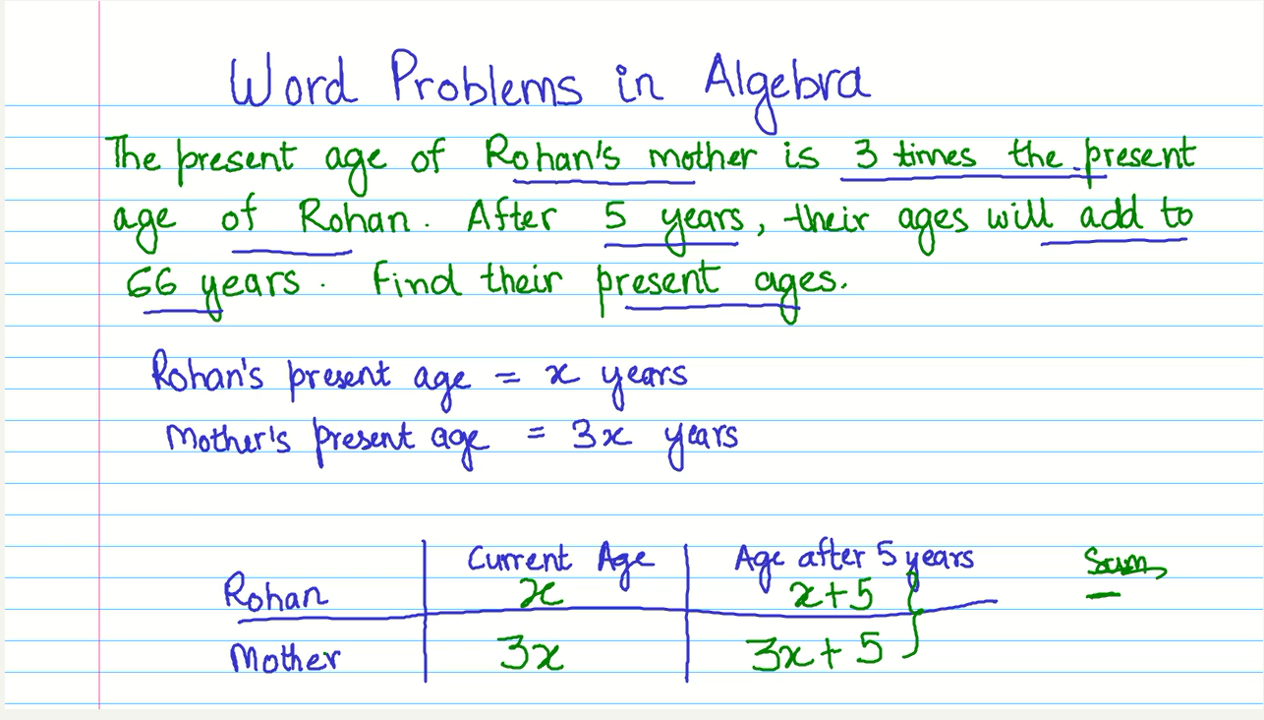 Word Problems in Algebra
The present age of Rohan's mother is 3 times the present
age of Rohan. After 5 years, their ages will add to
66 years. Find their present ages.
Rohan's present age = x years
Mother's present age = 3x years
Current Age Age after 5 years
Rohan x x+5 Sum
Mother 3x 3x+5